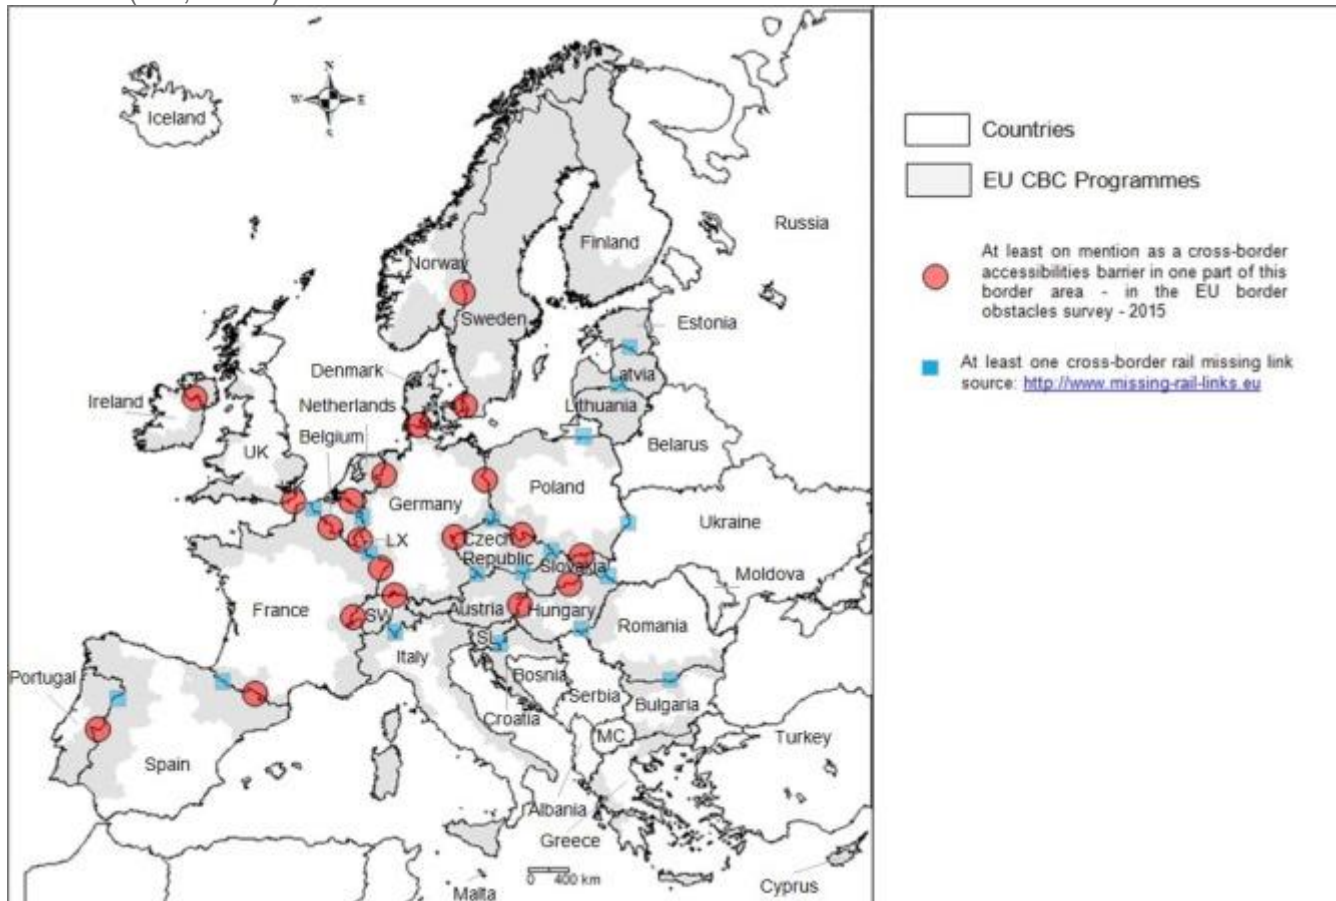 N
W
E
S
Iceland
Russia
Finland
Norway
Sweden
Estonia
Denmark
Latvia
Ireland
Netherlands
Lithuania
Belgium
UK
Belarus
Germany
Poland
Ukraine
LX
Czech
Republic
Slovakia
Moldova
France
SW
Austria
Hungary
Romania
SL
Italy
Portugal
Bosnia
Serbia
Bulgaria
Croatia
MC
Turkey
Spain
Albania
Greece
0 400 km
Malta
Cyprus
Countries
EU CBC Programmes
At least on mention as a cross-border
accessibilities barrier in one part of this
border area - in the EU border
obstacles survey - 2015
At least one cross-border rail missing link
source: http://www.missing-rail-links.eu